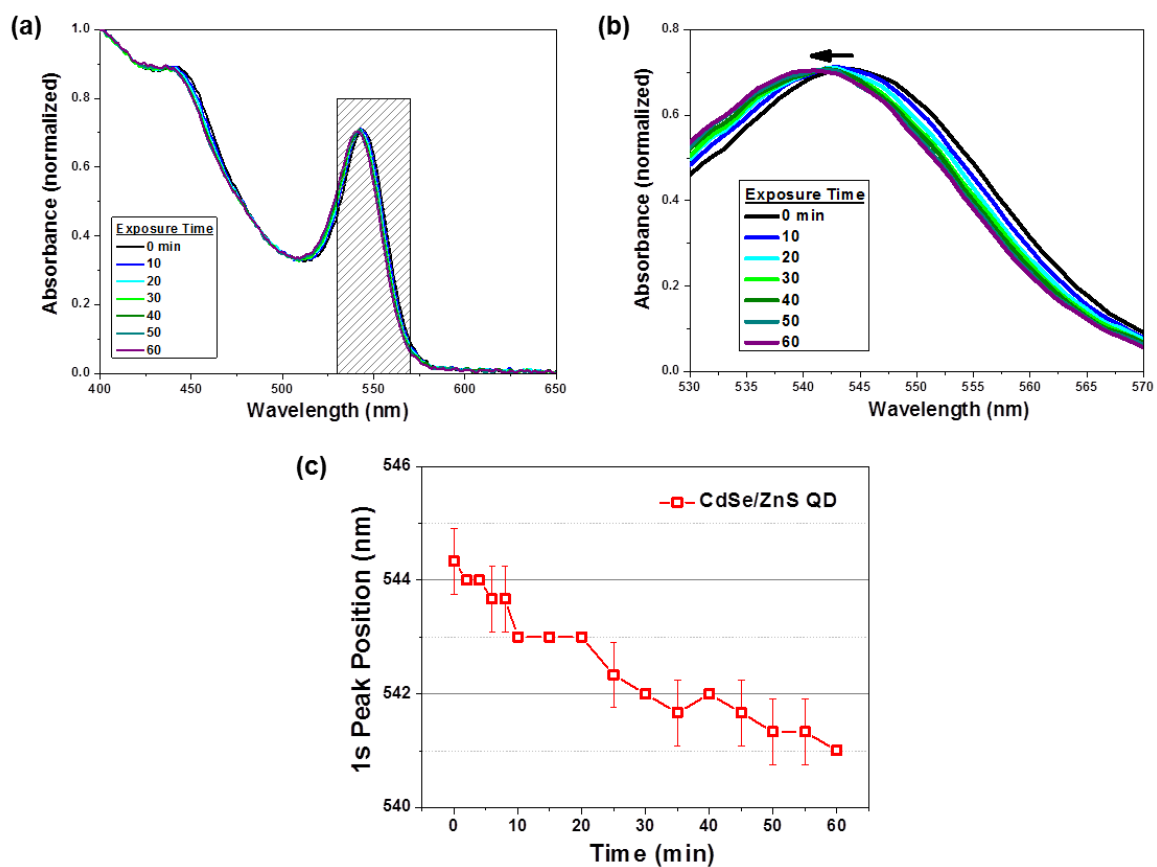 (a)
Absorbance (normalized)
1.0
0.8
0.6
0.4
0.2
0.0
Exposure Time
0 min
10
20
30
40
50
60
400 450 500 550 600 650
Wavelength (nm)
(b)
Absorbance (normalized)
0.8
0.6
0.4
0.2
0.0
Exposure Time
0 min
10
20
30
40
50
60
530 535 540 545 550 555 560 565 570
Wavelength (nm)
(c)
1s Peak Position (nm)
546
544
542
540
CdSe/ZnS QD
0 10 20 30 40 50 60
Time (min)